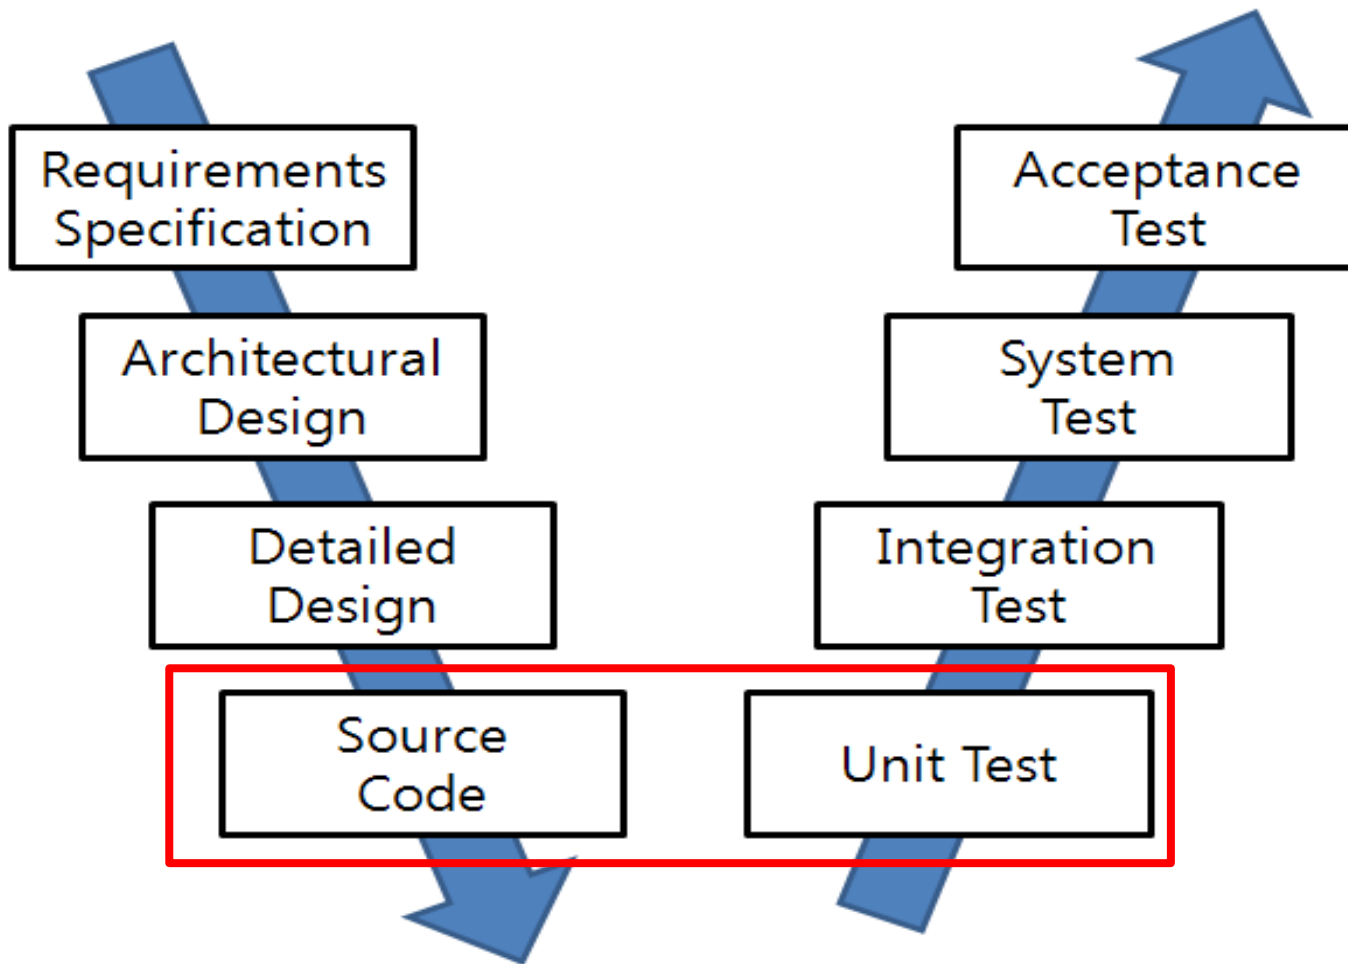 Requirements
Specification
Architectural
Design
Detailed
Design
Source
Code
Acceptance
Test
System
Test
Integration
Test
Unit Test